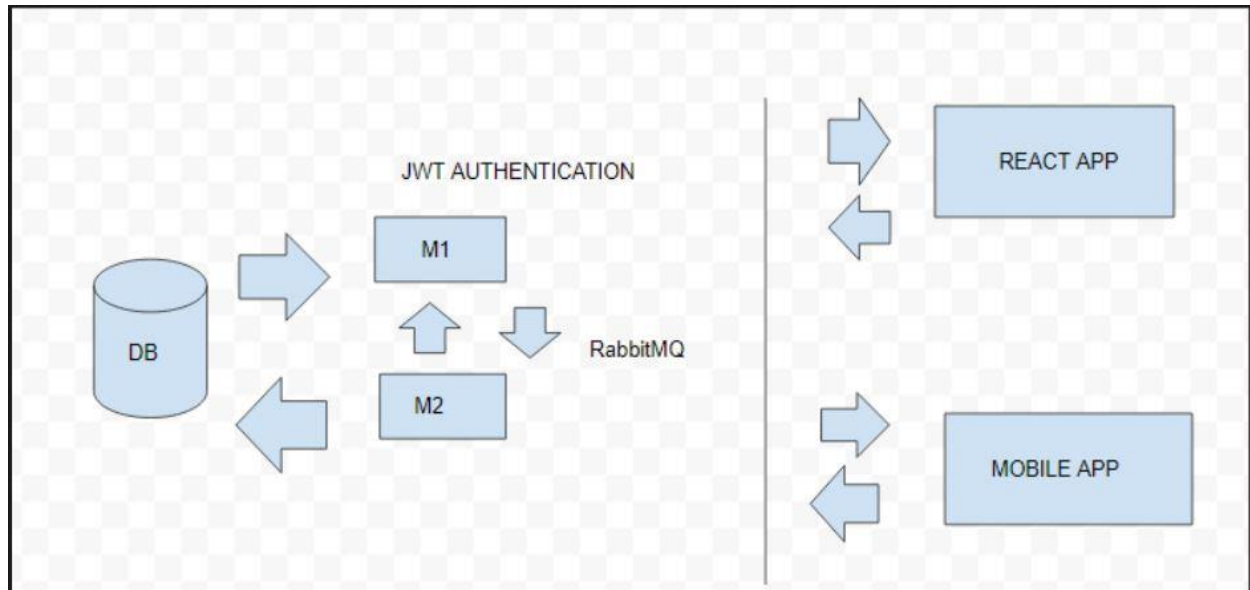 JWT AUTHENTICATION
REACT APP
M1
DB
RabbitMQ
M2
MOBILE APP